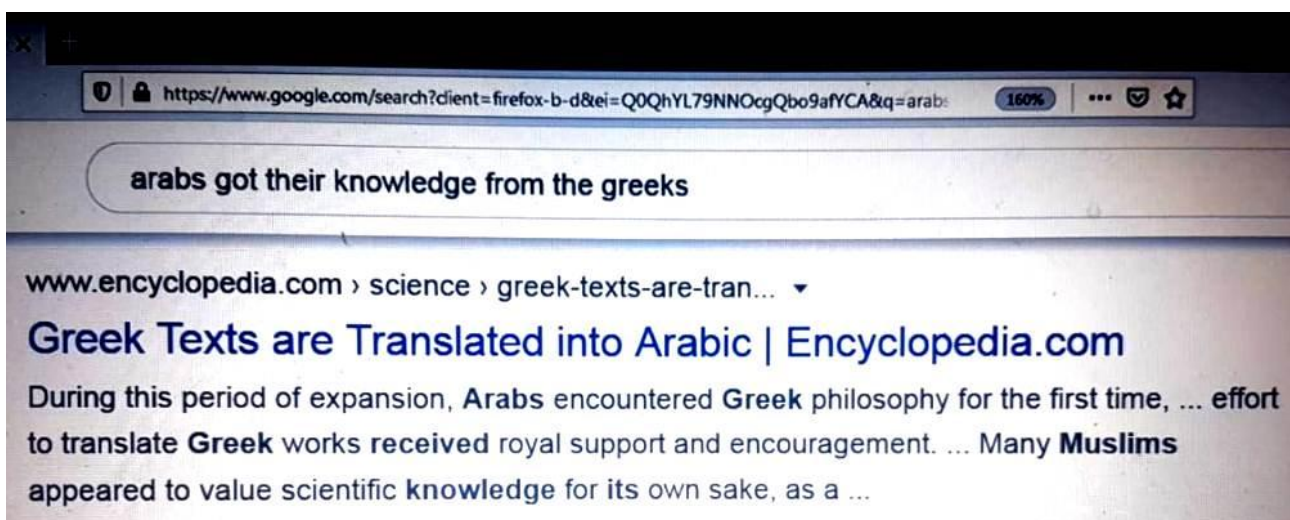 https://www.google.com/search?client=firefox-b-d&ei=Q0QhYL79NNOcgQbo9afYCA&q=arabs
160%
arabs got their knowledge from the greeks
www.encyclopedia.com › science › greek-texts-are-tran...
Greek Texts are Translated into Arabic | Encyclopedia.com
During this period of expansion, Arabs encountered Greek philosophy for the first time, ... effort
to translate Greek works received royal support and encouragement. ... Many Muslims
appeared to value scientific knowledge for its own sake, as a ...